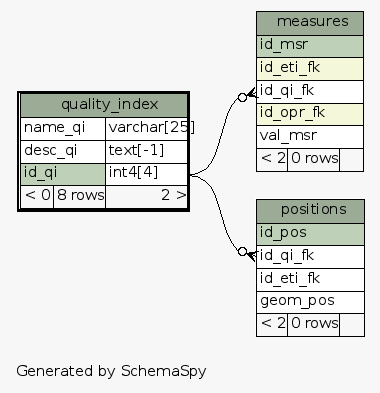 measures
id_msr
id_eti_fk
id_qi_fk
id_opr_fk
val_msr
< 2 0 rows
quality_index
name_qi varchar[25]
desc_qi text[-1]
id_qi int4[4]
< 0 8 rows 2 >
positions
id_pos
id_qi_fk
id_eti_fk
geom_pos
< 2 0 rows
Generated by SchemaSpy